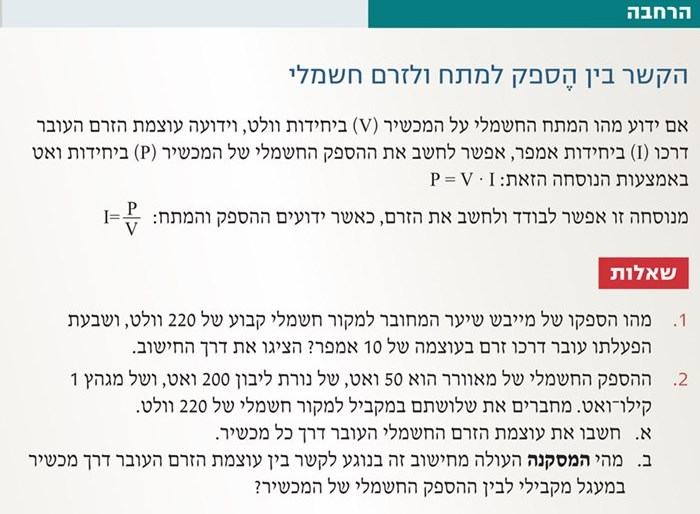 הרחבה
הקשר בין הֶספק למתח ולזרם חשמלי
אם ידוע מהו המתח החשמלי על המכשיר (V) ביחידות וולט, וידועה עוצמת הזרם העובר
דרכו (I) ביחידות אמפר, אפשר לחשב את ההספק החשמלי של המכשיר (P) ביחידות ואט
באמצעות הנוסחה הזאת: P = V · I
מנוסחה זו אפשר לבודד ולחשב את הזרם, כאשר ידועים ההספק והמתח: I=P/V
שאלות
1. מהו הספקו של מייבש שיער המחובר למקור חשמלי קבוע של 220 וולט, ושבעת
הפעלתו עובר דרכו זרם בעוצמה של 10 אמפר? הציגו את דרך החישוב.
2. ההספק החשמלי של מאוורר הוא 50 ואט, של נורת ליבון 200 ואט, ושל מגהץ 1
קילו־ואט. מחברים את שלושתם במקביל למקור חשמלי של 220 וולט.
א. חשבו את עוצמת הזרם החשמלי העובר דרך כל מכשיר.
ב. מהי המסקנה העולה מחישוב זה בנוגע לקשר בין עוצמת הזרם העובר דרך מכשיר
במעגל מקבילי לבין ההספק החשמלי של המכשיר?